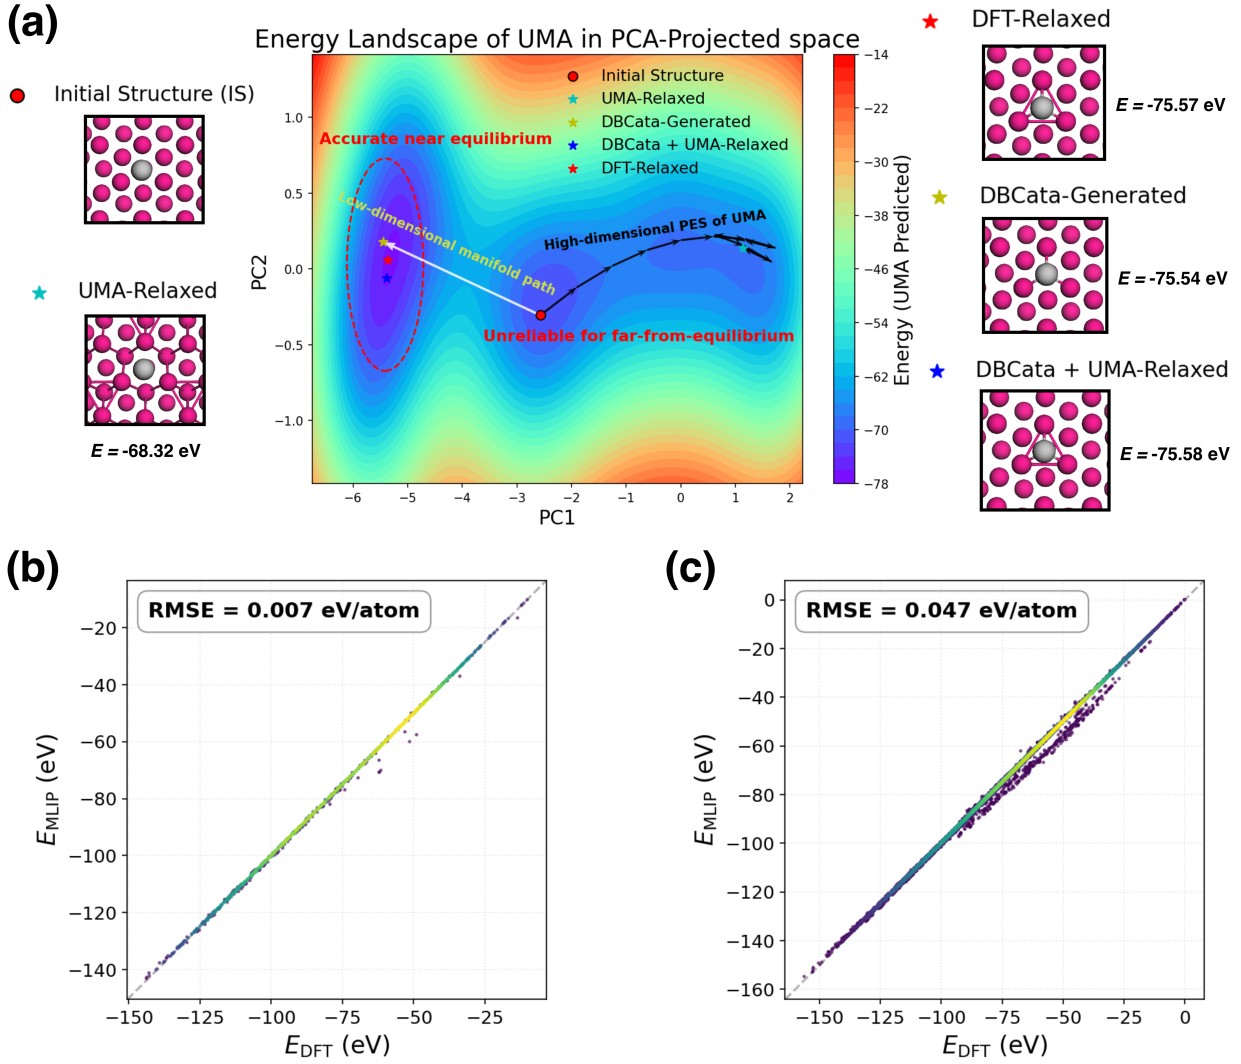 (a)
Energy Landscape of UMA in PCA-Projected space
Initial Structure (IS)
UMA-Relaxed
E = -68.32 eV
Initial Structure
UMA-Relaxed
DBCata-Generated
DBCata + UMA-Relaxed
DFT-Relaxed
Accurate near equilibrium
Low-dimensional manifold path
High-dimensional PES of UMA
Unreliable for far-from-equilibrium
PC2
1.0
0.5
0.0
−0.5
−1.0
−6 −5 −4 −3 −2 −1 0 1 2
PC1
−14
−22
−30
−38
−46
−54
−62
−70
−78
Energy (UMA Predicted)
DFT-Relaxed
E = -75.57 eV
DBCata-Generated
E = -75.54 eV
DBCata + UMA-Relaxed
E = -75.58 eV
(b)
RMSE = 0.007 eV/atom
E_MLIP (eV)
−20
−40
−60
−80
−100
−120
−140
−150 −125 −100 −75 −50 −25
E_DFT (eV)
(c)
RMSE = 0.047 eV/atom
E_MLIP (eV)
0
−20
−40
−60
−80
−100
−120
−140
−160
−150 −125 −100 −75 −50 −25 0
E_DFT (eV)